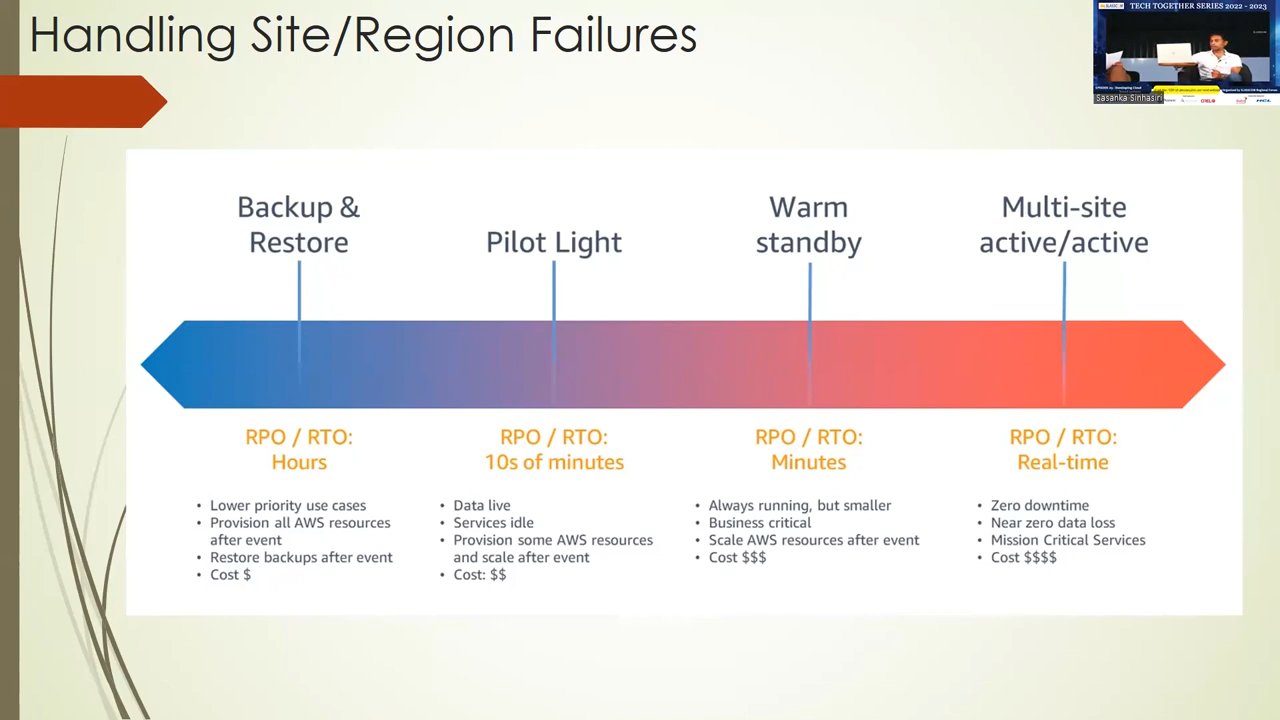 Handling Site/Region Failures
TECH TOGETHER SERIES 2022 - 2023
Sasanka Sinhasiri
Backup &
Restore
Pilot Light
Warm
standby
Multi-site
active/active
RPO / RTO:
Hours
RPO / RTO:
10s of minutes
RPO / RTO:
Minutes
RPO / RTO:
Real-time
• Lower priority use cases
• Provision all AWS resources
after event
• Restore backups after event
• Cost $
• Data live
• Services idle
• Provision some AWS resources
and scale after event
• Cost: $$
• Always running, but smaller
• Business critical
• Scale AWS resources after event
• Cost $$$
• Zero downtime
• Near zero data loss
• Mission Critical Services
• Cost $$$$